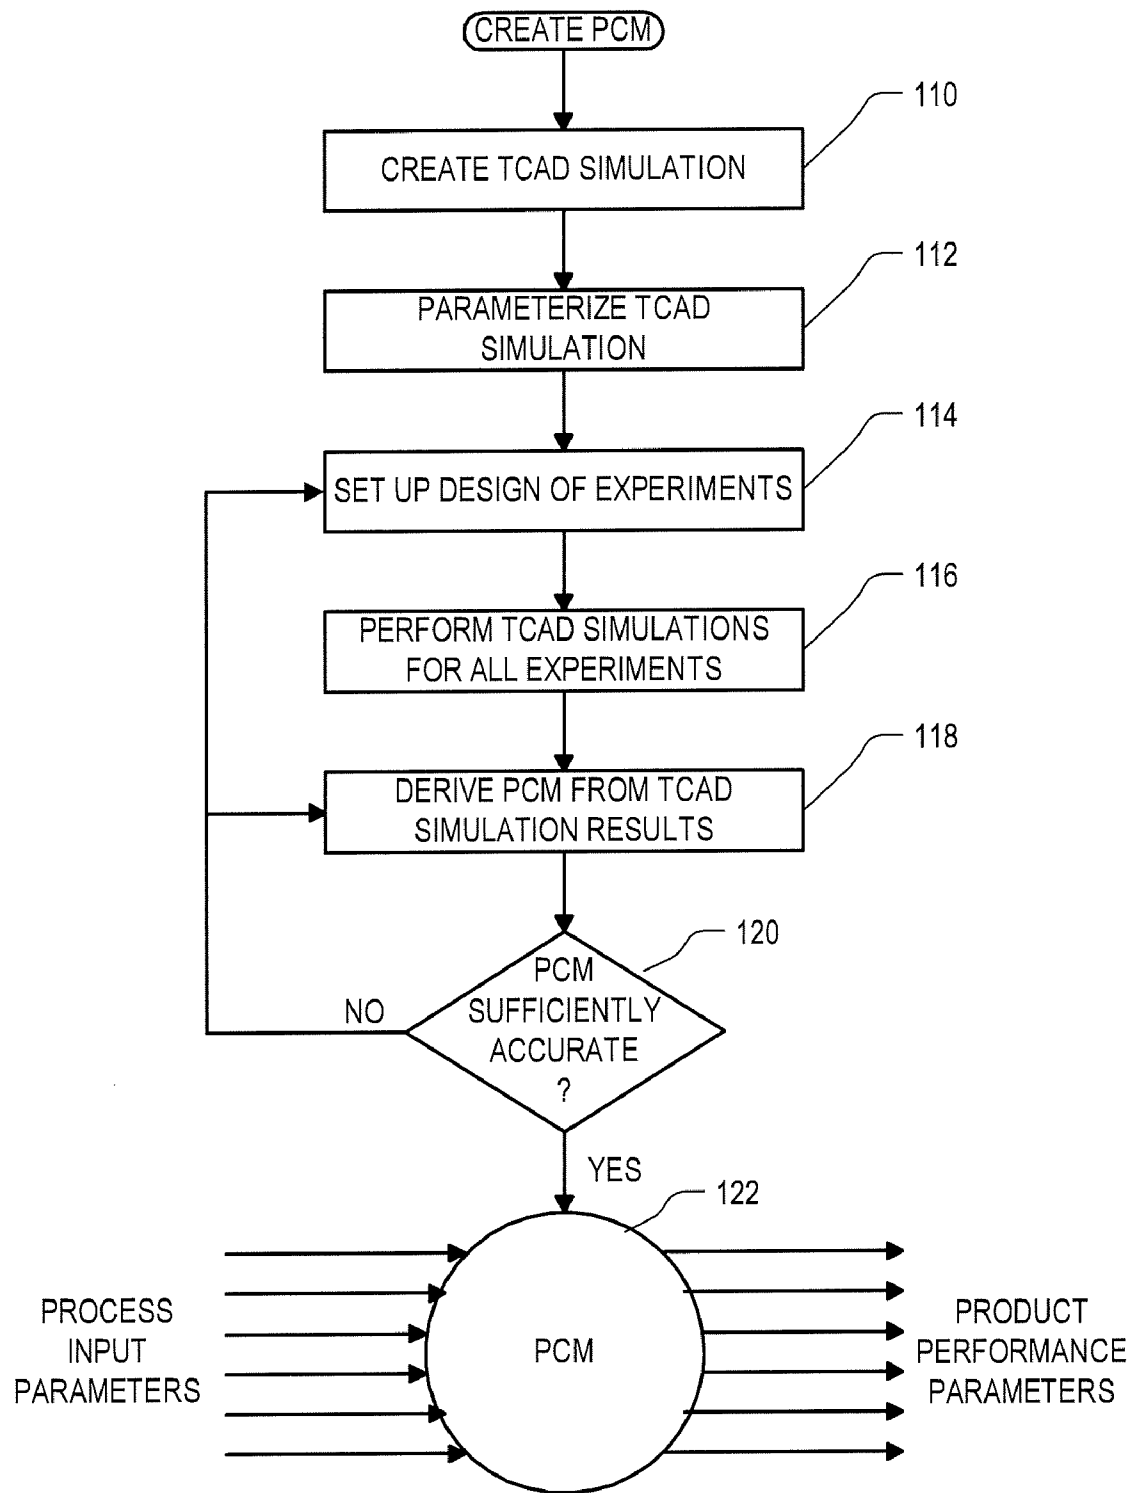 CREATE PCM
110
CREATE TCAD SIMULATION
112
PARAMETERIZE TCAD
SIMULATION
114
SET UP DESIGN OF EXPERIMENTS
116
PERFORM TCAD SIMULATIONS
FOR ALL EXPERIMENTS
118
DERIVE PCM FROM TCAD
SIMULATION RESULTS
120
PCM
SUFFICIENTLY
ACCURATE
?
NO
YES
122
PROCESS
INPUT
PARAMETERS
PCM
PRODUCT
PERFORMANCE
PARAMETERS